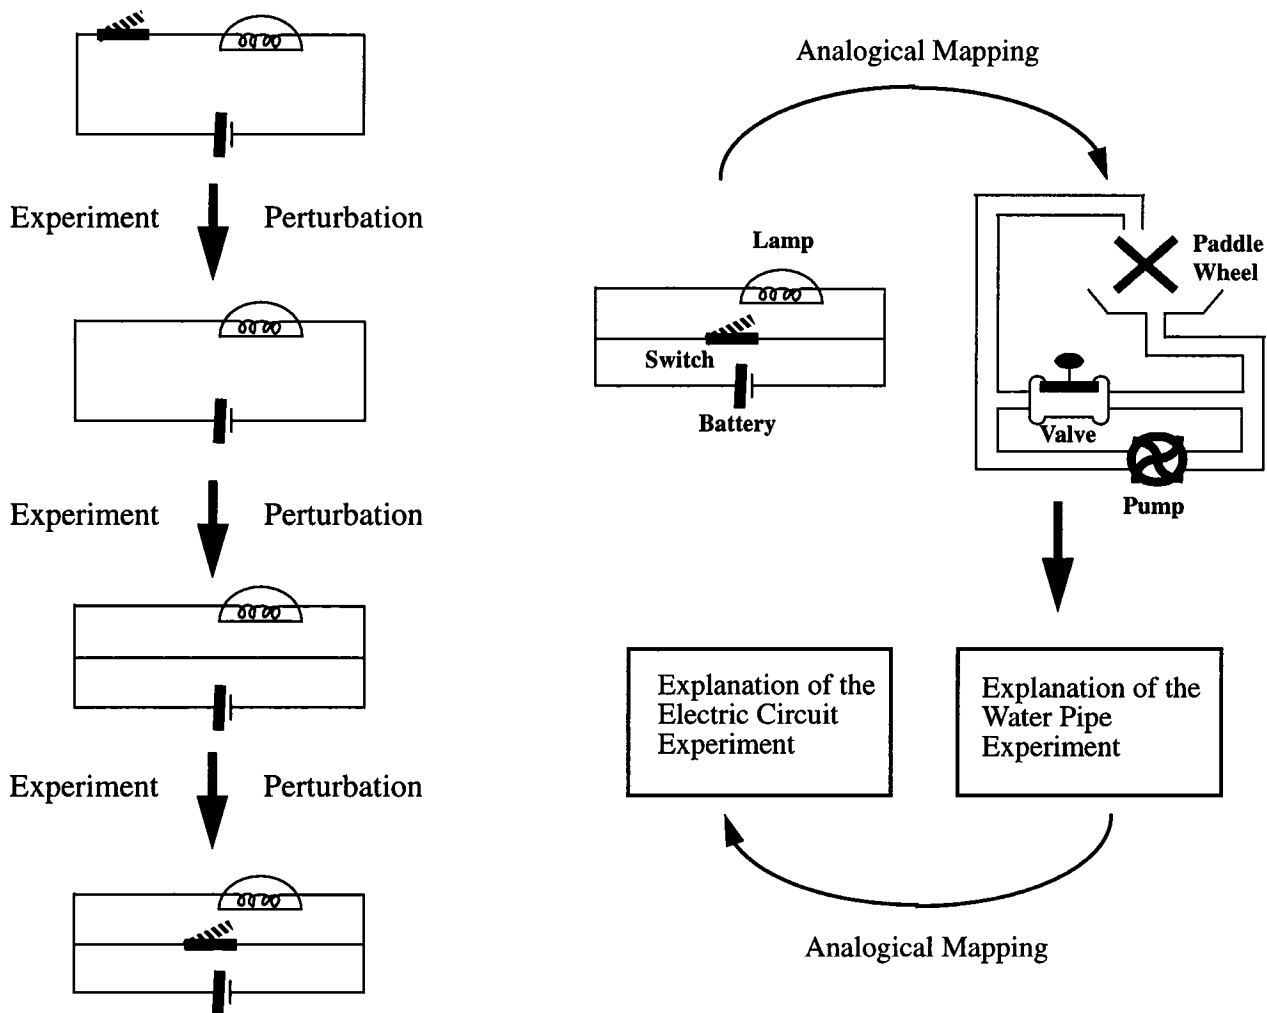 Experiment Perturbation
Experiment Perturbation
Experiment Perturbation
Analogical Mapping
Lamp
Switch
Battery
Paddle
Wheel
Valve
Pump
Explanation of the
Electric Circuit
Experiment
Explanation of the
Water Pipe
Experiment
Analogical Mapping